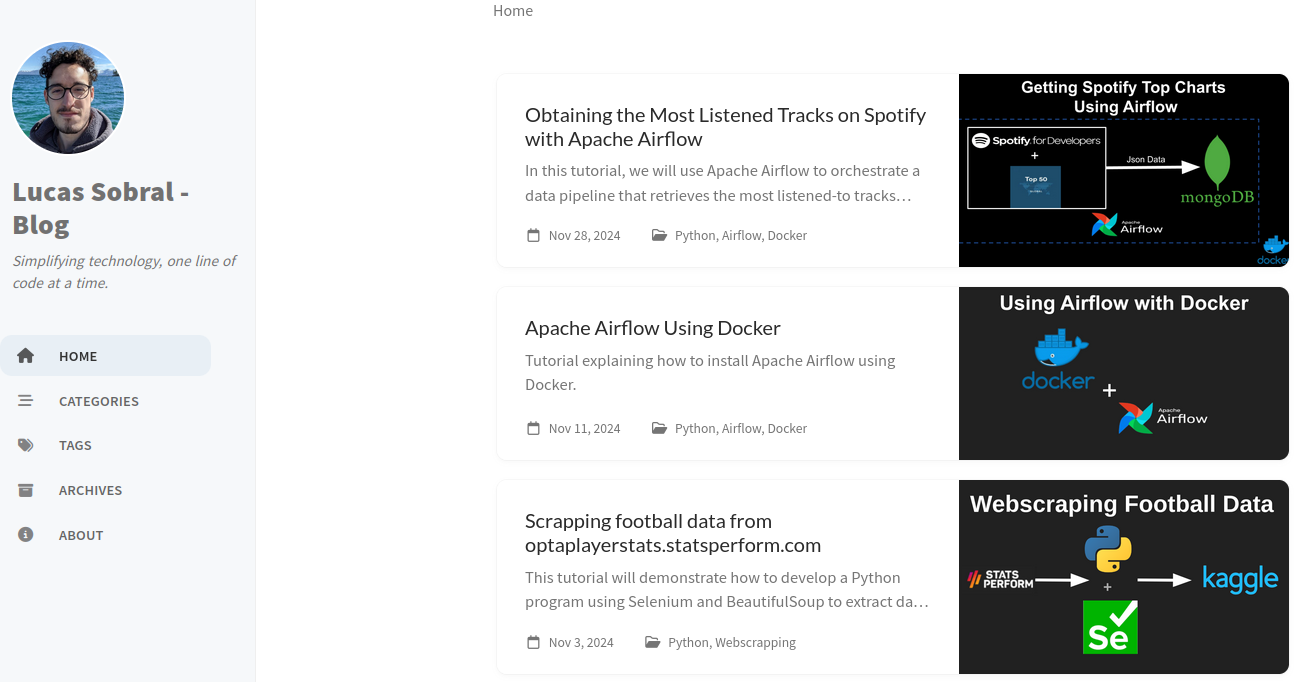 Home
Lucas Sobral -
Blog
Simplifying technology, one line of
code at a time.
HOME
CATEGORIES
TAGS
ARCHIVES
ABOUT
Obtaining the Most Listened Tracks on Spotify
with Apache Airflow
In this tutorial, we will use Apache Airflow to orchestrate a
data pipeline that retrieves the most listened-to tracks…
Nov 28, 2024 Python, Airflow, Docker
Getting Spotify Top Charts
Using Airflow
Spotify for Developers
+
Top 50
Json Data
mongoDB
Apache
Airflow
docker
Apache Airflow Using Docker
Tutorial explaining how to install Apache Airflow using
Docker.
Nov 11, 2024 Python, Airflow, Docker
Using Airflow with Docker
docker
+
Apache
Airflow
Scrapping football data from
optaplayerstats.statsperform.com
This tutorial will demonstrate how to develop a Python
program using Selenium and BeautifulSoup to extract da…
Nov 3, 2024 Python, Webscrapping
Webscraping Football Data
STATS
PERFORM
+
Se
kaggle